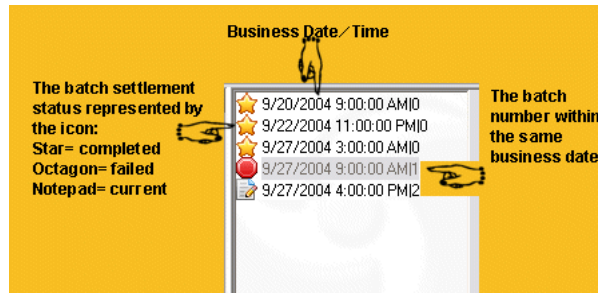 Business Date/Time
The batch settlement
status represented by
the icon:
Star= completed
Octagon= failed
Notepad= current
9/20/2004 9:00:00 AM|0
9/22/2004 11:00:00 PM|0
9/27/2004 3:00:00 AM|0
9/27/2004 9:00:00 AM|1
9/27/2004 4:00:00 PM|2
The batch
number within
the same
business date